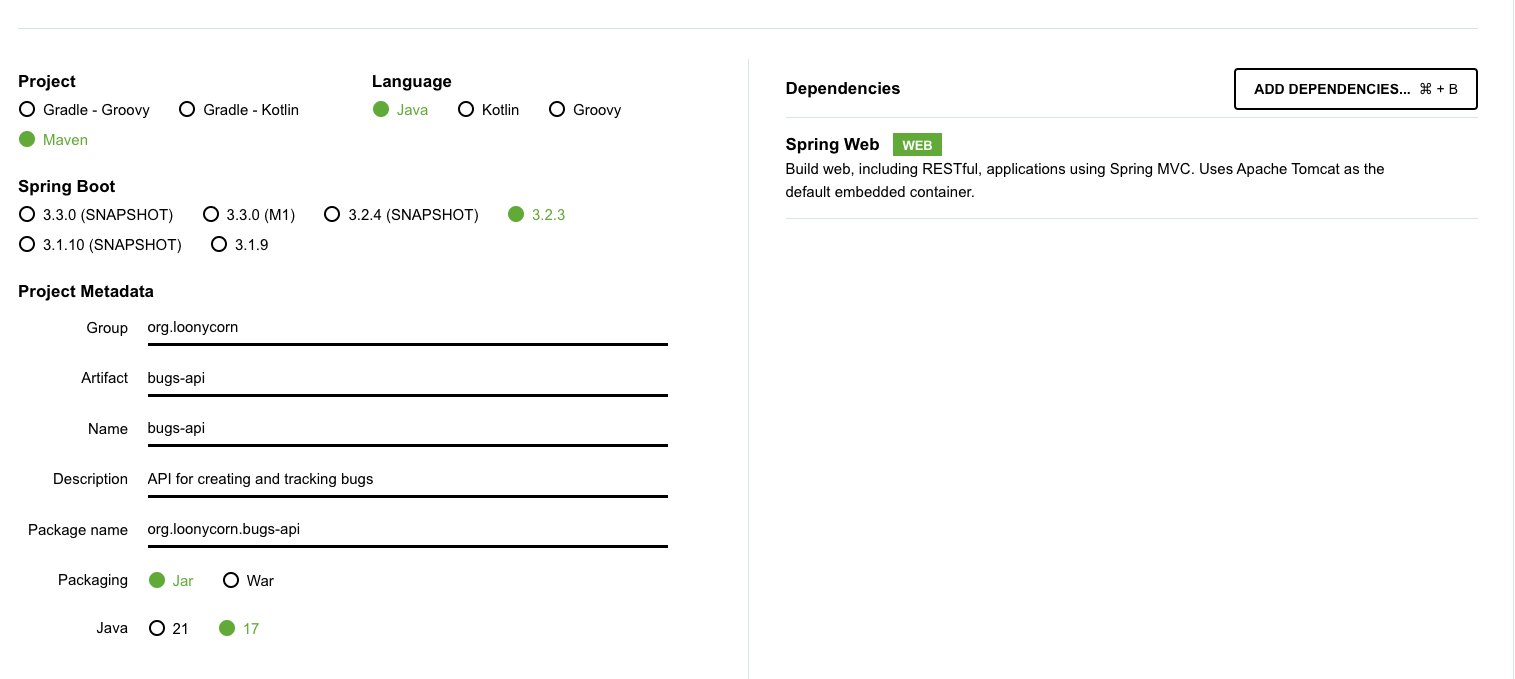 Project
Gradle - Groovy Gradle - Kotlin
Maven
Language
Java Kotlin Groovy
Spring Boot
3.3.0 (SNAPSHOT) 3.3.0 (M1) 3.2.4 (SNAPSHOT) 3.2.3
3.1.10 (SNAPSHOT) 3.1.9
Project Metadata
Group org.loonycorn
Artifact bugs-api
Name bugs-api
Description API for creating and tracking bugs
Package name org.loonycorn.bugs-api
Packaging Jar War
Java 21 17
Dependencies
ADD DEPENDENCIES... ⌘ + B
Spring Web WEB
Build web, including RESTful, applications using Spring MVC. Uses Apache Tomcat as the
default embedded container.